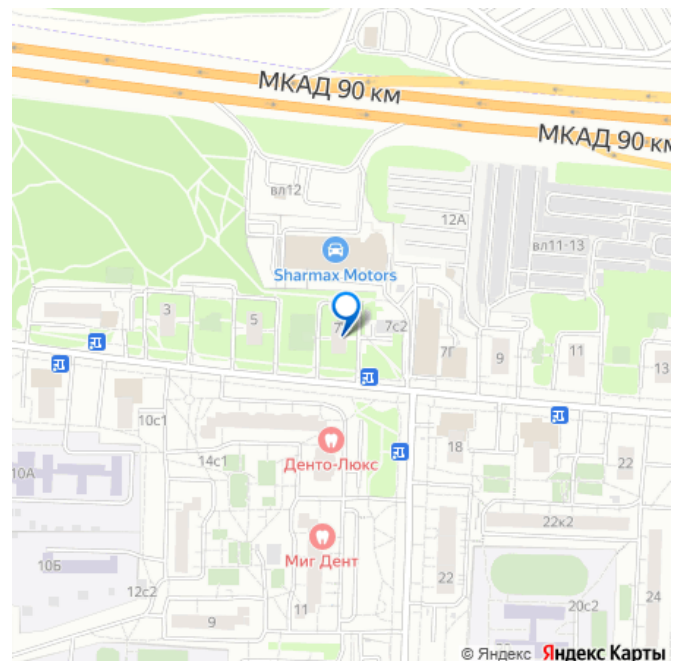 МКАД 90 км
МКАД 90 км
вл12
12А
вл11-13
Sharmax Motors
3
5
7
7с2
7Г
9
11
13
10с1
18
Денто-Люкс
14с1
22
10А
22к2
Миг Дент
10Б
22
12с2
11
20с2
24
9
© Яндекс Яндекс Карты